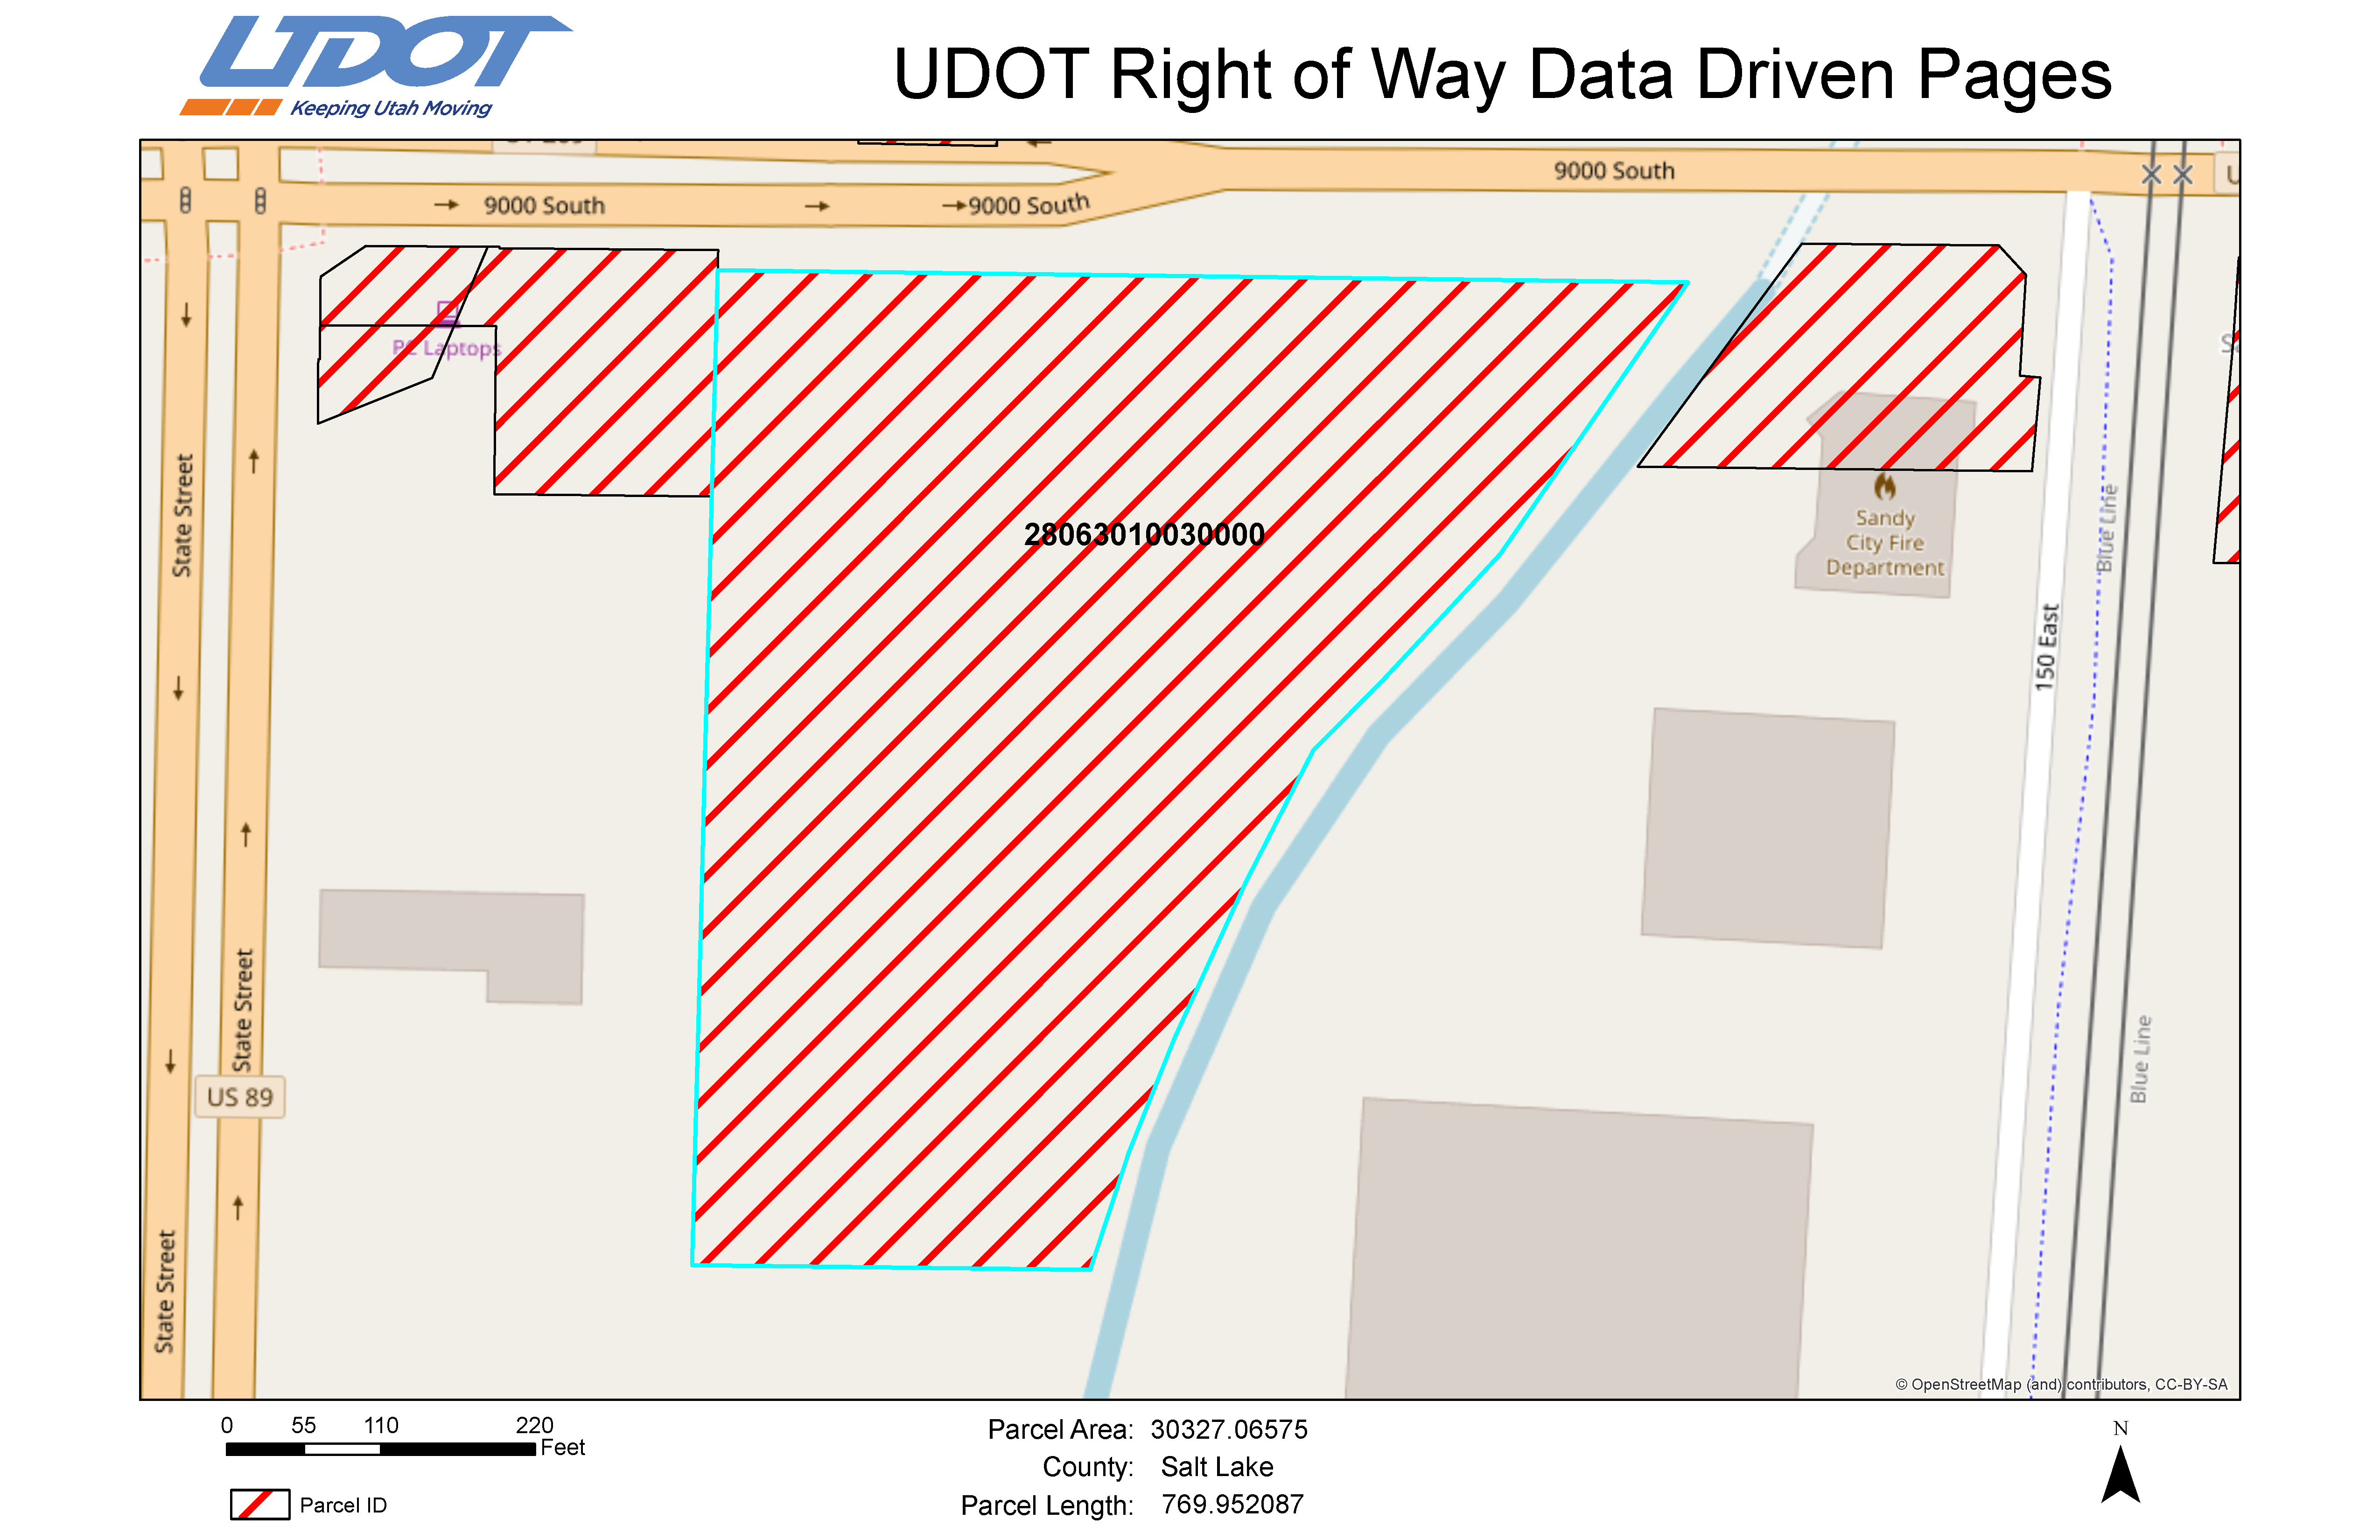 UDOT
Keeping Utah Moving
UDOT Right of Way Data Driven Pages
9000 South
9000 South
9000 South
PC Laptops
State Street
State Street
State Street
US 89
28063010030000
Sandy
City Fire
Department
150 East
Blue Line
Blue Line
© OpenStreetMap (and) contributors, CC-BY-SA
0 55 110 220
Feet
Parcel ID
Parcel Area: 30327.06575
County: Salt Lake
Parcel Length: 769.952087
N